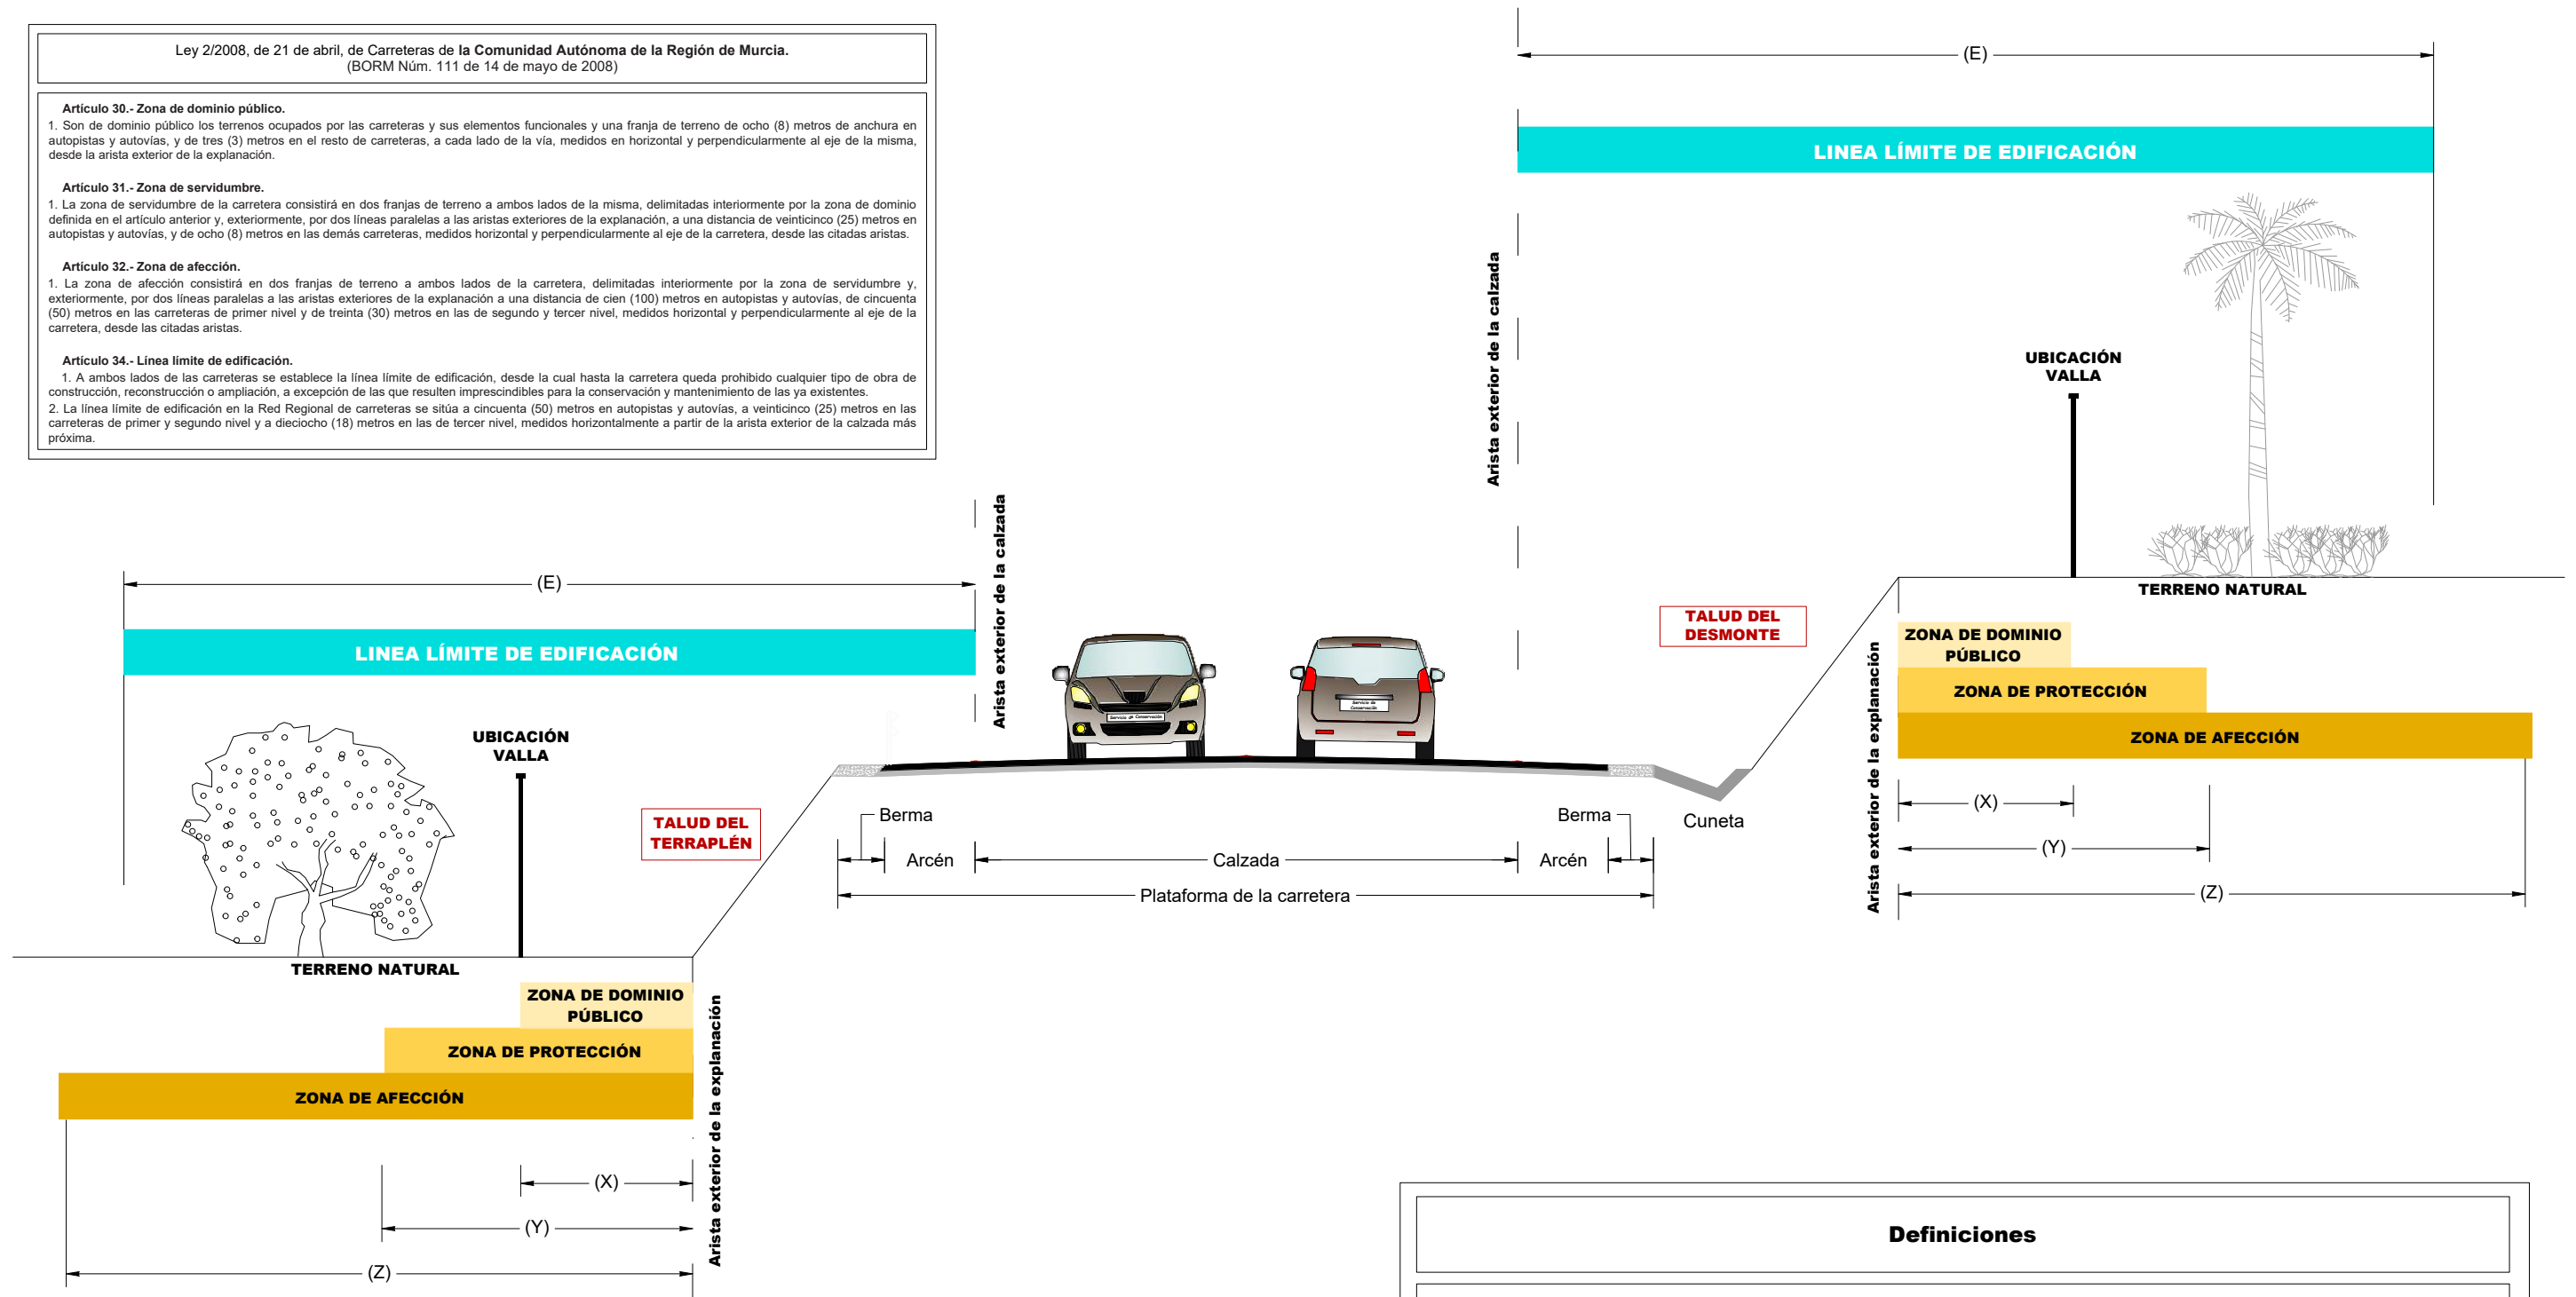 Ley 2/2008, de 21 de abril, de Carreteras de la Comunidad Autónoma de la Región de Murcia.
(BORM Núm. 111 de 14 de mayo de 2008)
Artículo 30.- Zona de dominio público.
1. Son de dominio público los terrenos ocupados por las carreteras y sus elementos funcionales y una franja de terreno de ocho (8) metros de anchura en
autopistas y autovías, y de tres (3) metros en el resto de carreteras, a cada lado de la vía, medidos en horizontal y perpendicularmente al eje de la misma,
desde la arista exterior de la explanación.
Artículo 31.- Zona de servidumbre.
1. La zona de servidumbre de la carretera consistirá en dos franjas de terreno a ambos lados de la misma, delimitadas interiormente por la zona de dominio
definida en el artículo anterior y, exteriormente, por dos líneas paralelas a las aristas exteriores de la explanación, a una distancia de veinticinco (25) metros en
autopistas y autovías, y de ocho (8) metros en las demás carreteras, medidos horizontal y perpendicularmente al eje de la carretera, desde las citadas aristas.
Artículo 32.- Zona de afección.
1. La zona de afección consistirá en dos franjas de terreno a ambos lados de la carretera, delimitadas interiormente por la zona de servidumbre y,
exteriormente, por dos líneas paralelas a las aristas exteriores de la explanación a una distancia de cien (100) metros en autopistas y autovías, de cincuenta
(50) metros en las carreteras de primer nivel y de treinta (30) metros en las de segundo y tercer nivel, medidos horizontal y perpendicularmente al eje de la
carretera, desde las citadas aristas.
Artículo 34.- Línea límite de edificación.
1. A ambos lados de las carreteras se establece la línea límite de edificación, desde la cual hasta la carretera queda prohibido cualquier tipo de obra de
construcción, reconstrucción o ampliación, a excepción de las que resulten imprescindibles para la conservación y mantenimiento de las ya existentes.
2. La línea límite de edificación en la Red Regional de carreteras se sitúa a cincuenta (50) metros en autopistas y autovías, a veinticinco (25) metros en las
carreteras de primer y segundo nivel y a dieciocho (18) metros en las de tercer nivel, medidos horizontalmente a partir de la arista exterior de la calzada más
próxima.
(E)
LINEA LÍMITE DE EDIFICACIÓN
Arista exterior de la calzada
UBICACIÓN
VALLA
TERRENO NATURAL
(E)
LINEA LÍMITE DE EDIFICACIÓN
Arista exterior de la calzada
UBICACIÓN
VALLA
TALUD DEL
TERRAPLÉN
TALUD DEL
DESMONTE
Servicio de Conservación
Servicio de
Conservación
Berma
Berma
Cuneta
Arcén
Calzada
Arcén
Plataforma de la carretera
Arista exterior de la explanación
ZONA DE DOMINIO
PÚBLICO
ZONA DE PROTECCIÓN
ZONA DE AFECCIÓN
(X)
(Y)
(Z)
TERRENO NATURAL
ZONA DE DOMINIO
PÚBLICO
ZONA DE PROTECCIÓN
ZONA DE AFECCIÓN
Arista exterior de la explanación
(X)
(Y)
(Z)
Definiciones